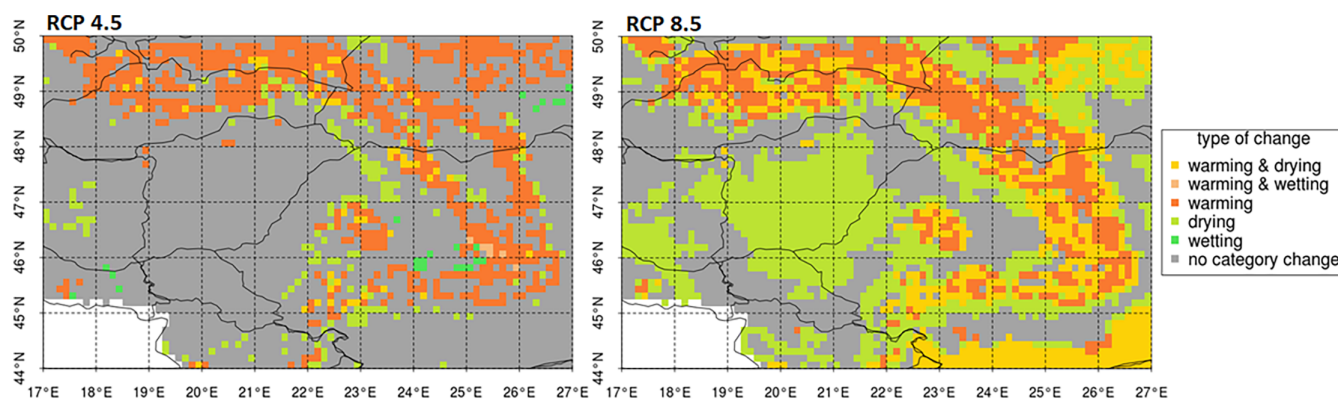 RCP 4.5
RCP 8.5
50°N
49°N
48°N
47°N
46°N
45°N
44°N
17°E 18°E 19°E 20°E 21°E 22°E 23°E 24°E 25°E 26°E 27°E
50°N
49°N
48°N
47°N
46°N
45°N
44°N
17°E 18°E 19°E 20°E 21°E 22°E 23°E 24°E 25°E 26°E 27°E
type of change
warming & drying
warming & wetting
warming
drying
wetting
no category change